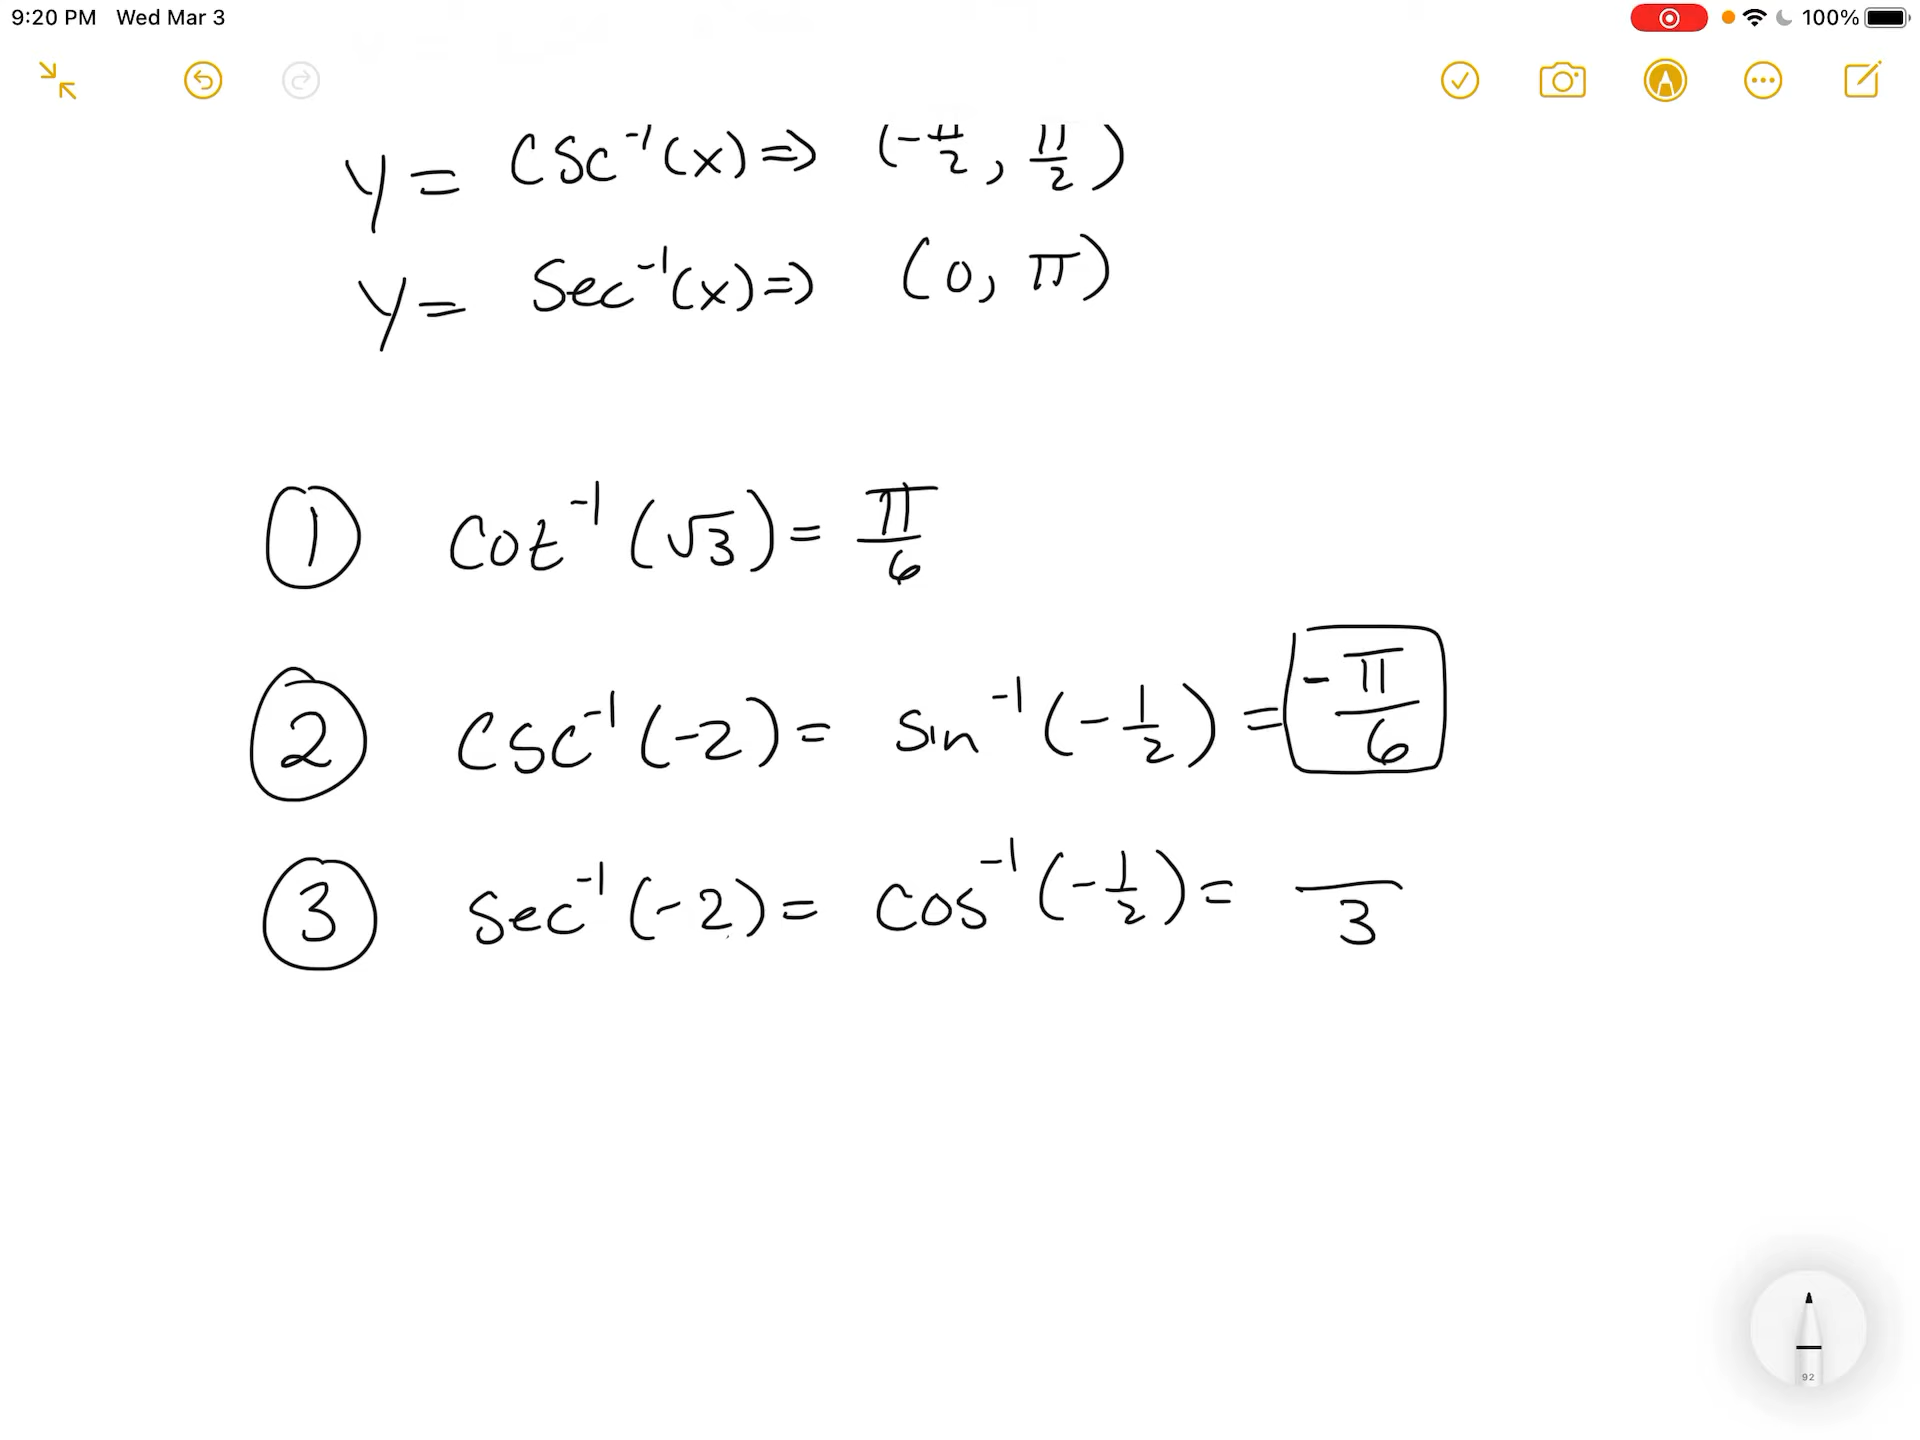 9:20 PM Wed Mar 3 100%
y = csc⁻¹(x) ⇒ (-π/2, π/2)
y = sec⁻¹(x) ⇒ (0, π)
① cot⁻¹(√3) = π/6
② csc⁻¹(-2) = sin⁻¹(-1/2) = -π/6
③ sec⁻¹(-2) = cos⁻¹(-1/2) = /3
92